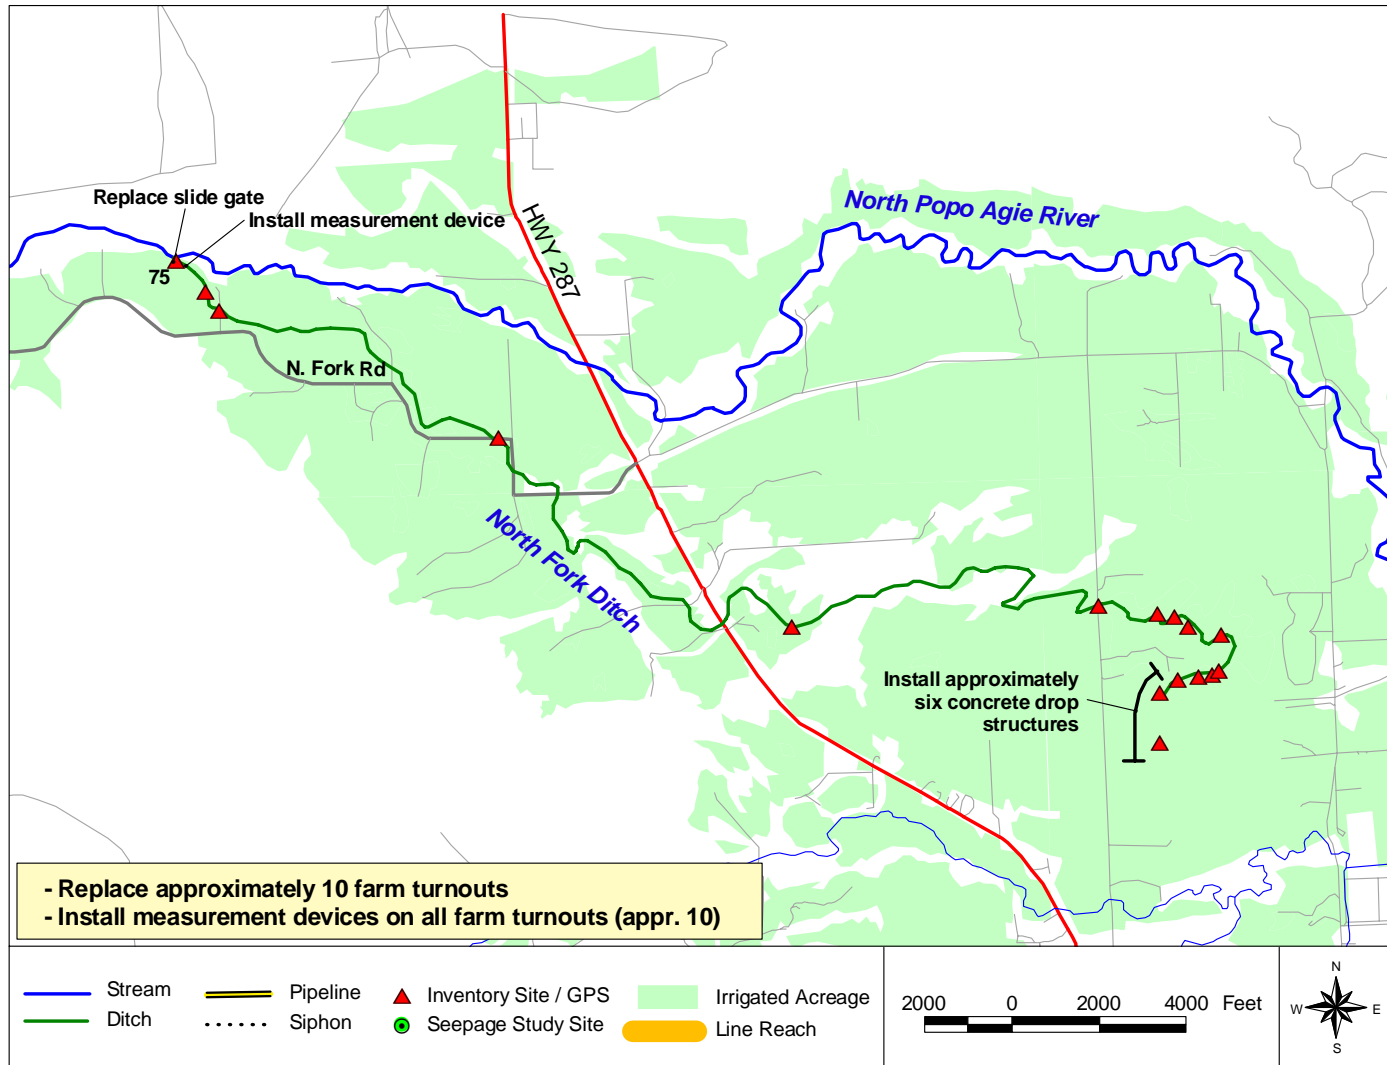 North Popo Agie River
Replace slide gate
Install measurement device
HWY 287
75
N. Fork Rd
North Fork Ditch
Install approximately
six concrete drop
structures
- Replace approximately 10 farm turnouts
- Install measurement devices on all farm turnouts (appr. 10)
Stream
Pipeline
Inventory Site / GPS
Irrigated Acreage
Ditch
Siphon
Seepage Study Site
Line Reach
2000 0 2000 4000 Feet
N
W E
S